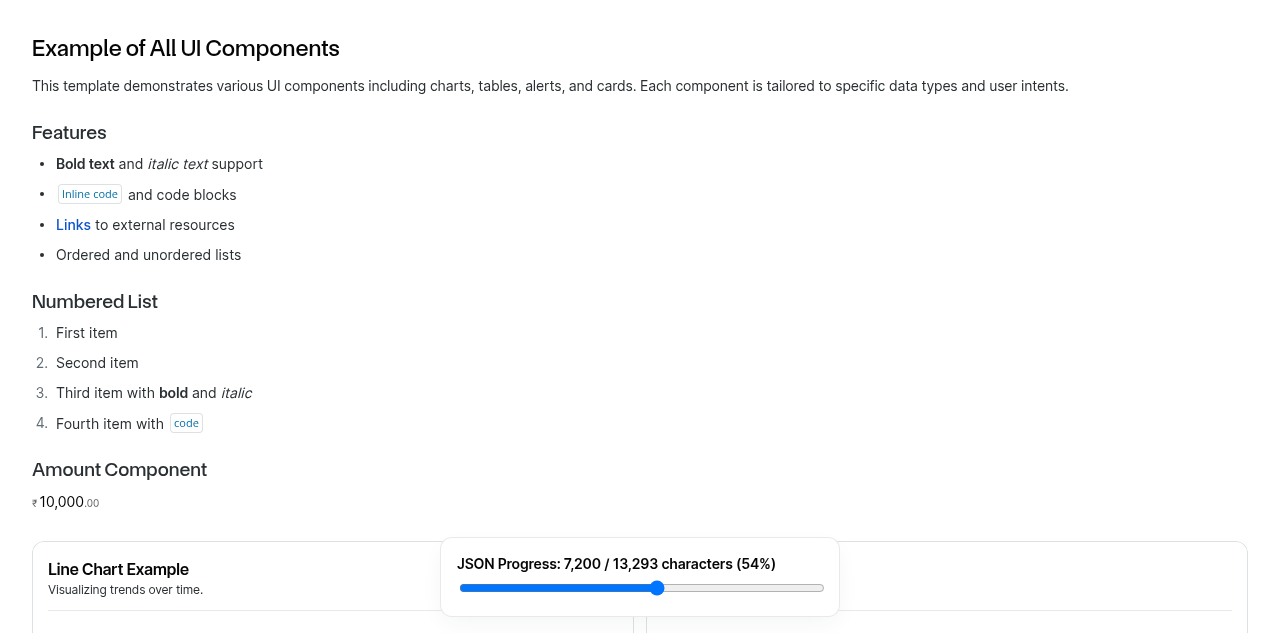 Example of All UI Components
This template demonstrates various UI components including charts, tables, alerts, and cards. Each component is tailored to specific data types and user intents.
Features
• Bold text and italic text support
• Inline code and code blocks
• Links to external resources
• Ordered and unordered lists
Numbered List
1. First item
2. Second item
3. Third item with bold and italic
4. Fourth item with code
Amount Component
₹10,000.00
Line Chart Example
Visualizing trends over time.
JSON Progress: 7,200 / 13,293 characters (54%)